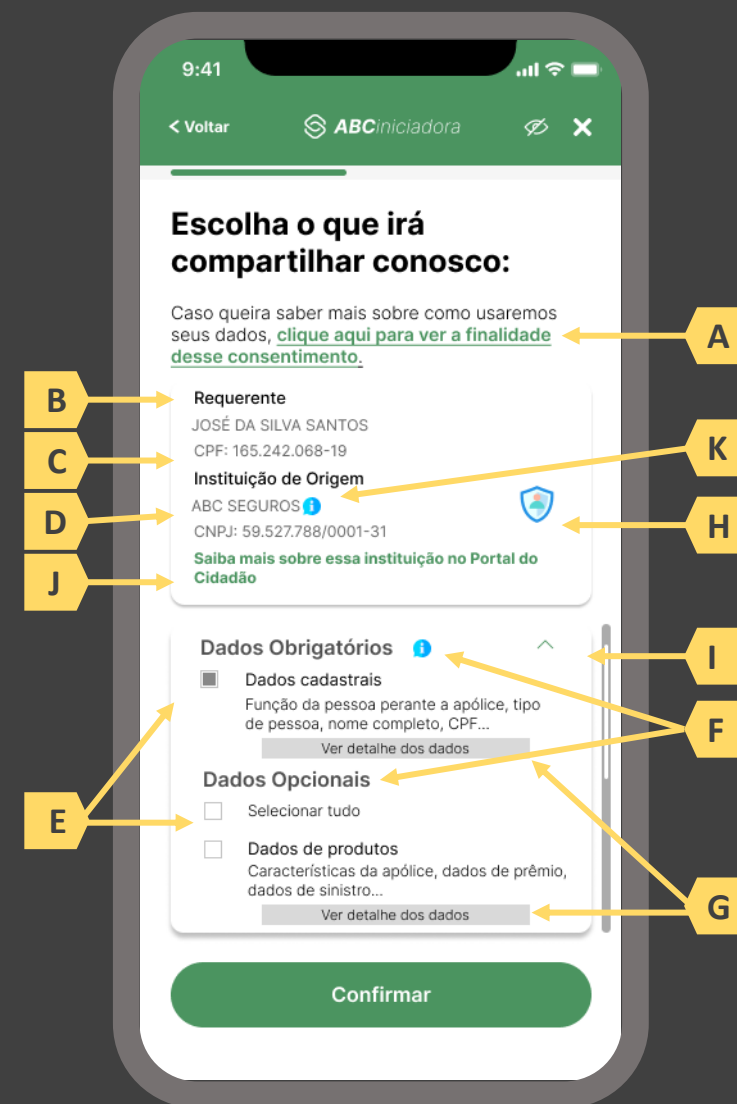 9:41
< Voltar
ABCiniciadora
Escolha o que irá
compartilhar conosco:
Caso queira saber mais sobre como usaremos
seus dados, clique aqui para ver a finalidade
desse consentimento.
A
B
Requerente
JOSÉ DA SILVA SANTOS
C
CPF: 165.242.068-19
K
Instituição de Origem
D
ABC SEGUROS
H
CNPJ: 59.527.788/0001-31
J
Saiba mais sobre essa instituição no Portal do
Cidadão
Dados Obrigatórios
I
Dados cadastrais
Função da pessoa perante a apólice, tipo
de pessoa, nome completo, CPF...
F
Ver detalhe dos dados
Dados Opcionais
E
Selecionar tudo
Dados de produtos
Características da apólice, dados de prêmio,
dados de sinistro...
G
Ver detalhe dos dados
Confirmar